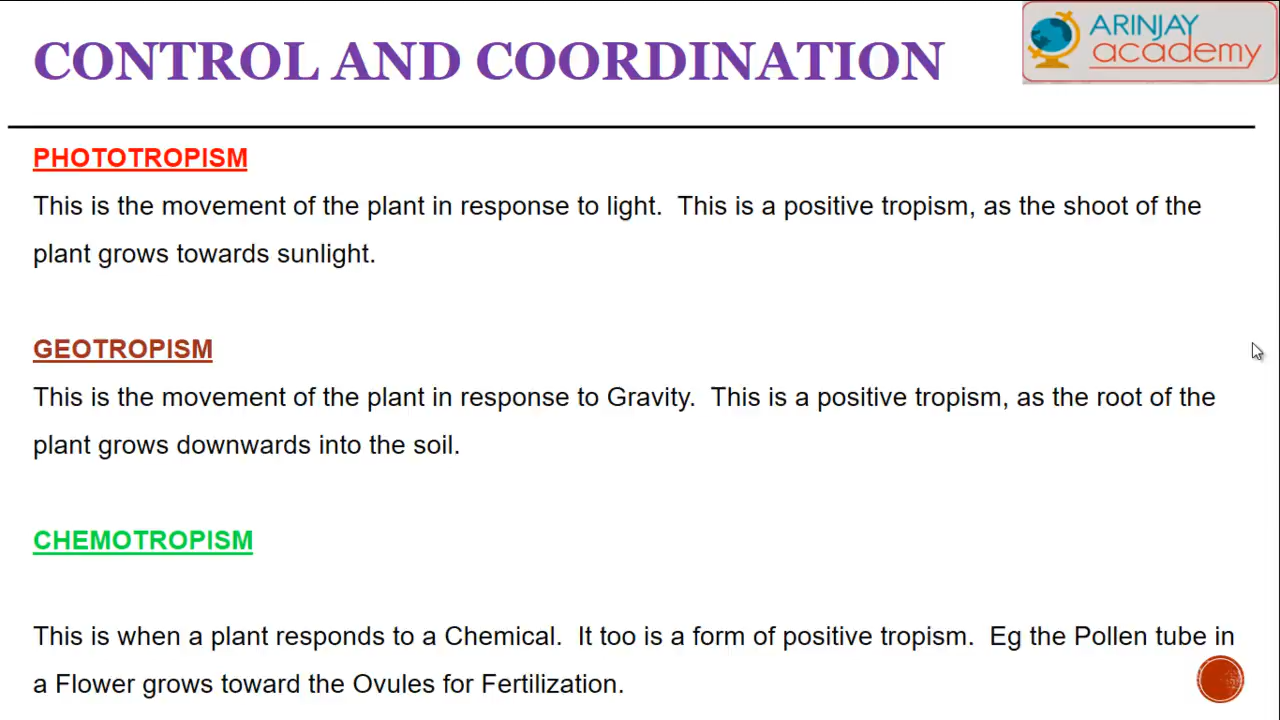 CONTROL AND COORDINATION
ARINJAY
academy
PHOTOTROPISM
This is the movement of the plant in response to light.  This is a positive tropism, as the shoot of the
plant grows towards sunlight.
GEOTROPISM
This is the movement of the plant in response to Gravity.  This is a positive tropism, as the root of the
plant grows downwards into the soil.
CHEMOTROPISM
This is when a plant responds to a Chemical.  It too is a form of positive tropism.  Eg the Pollen tube in
a Flower grows toward the Ovules for Fertilization.